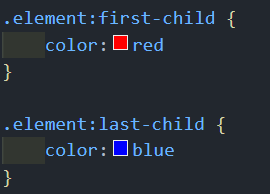 .element:first-child {
color: red
}
.element:last-child {
color: blue
}